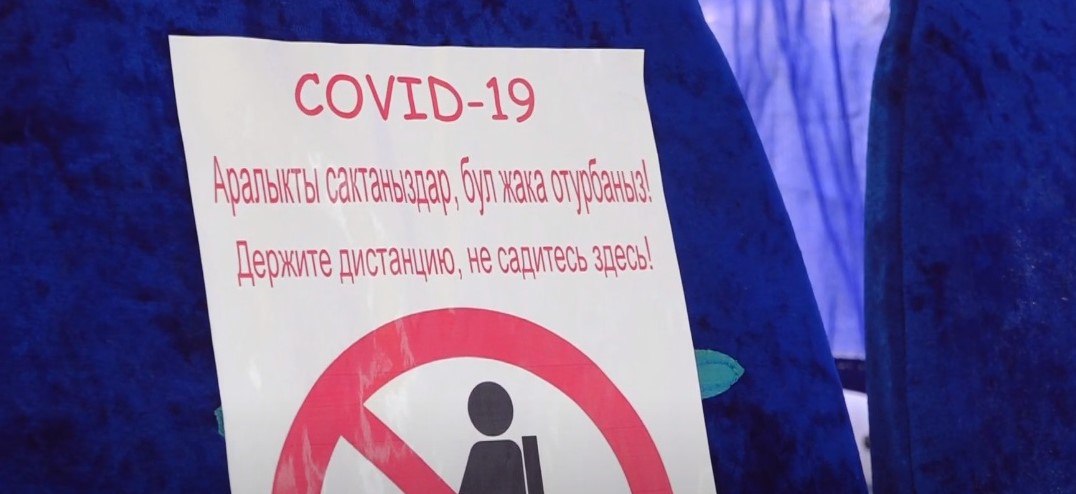 COVID-19
Аралыкты сактаныздар, бул жака отурбаныз!
Держите дистанцию, не садитесь здесь!